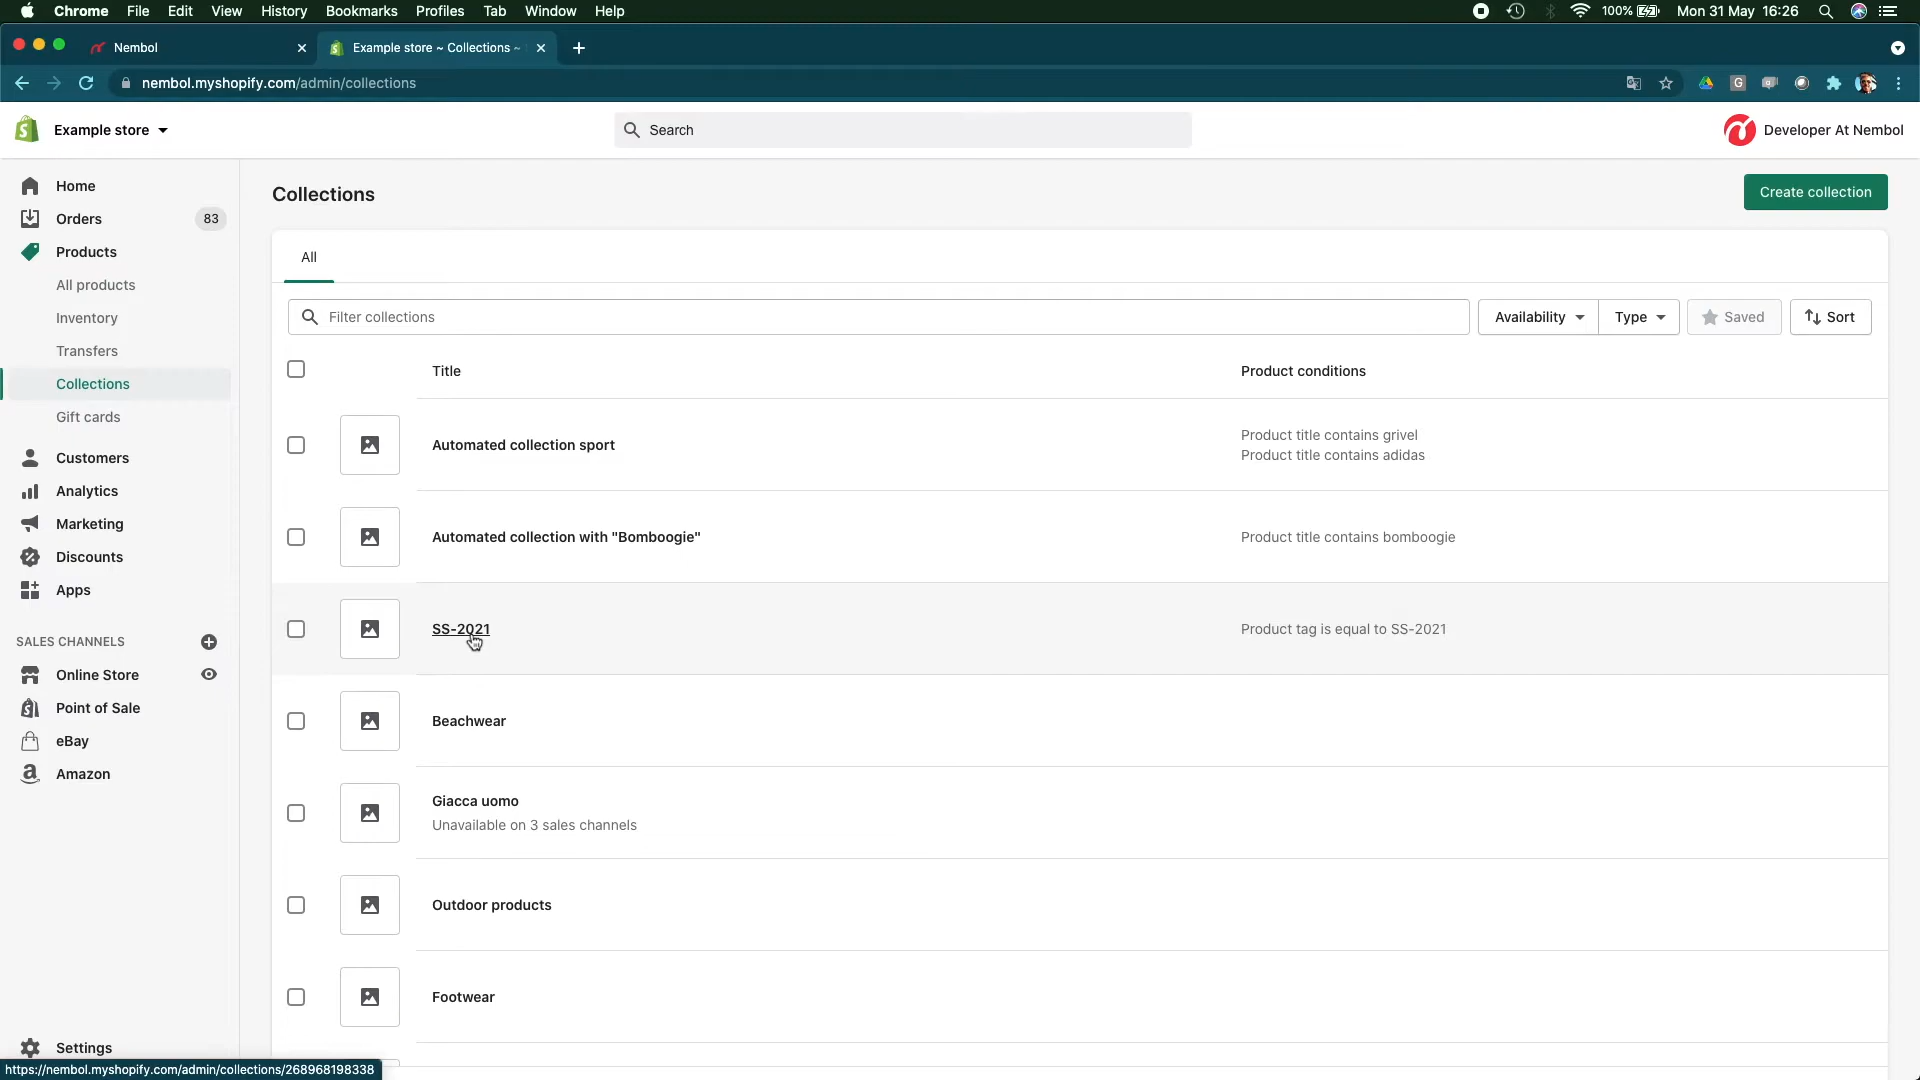 Chrome File Edit View History Bookmarks Profiles Tab Window Help 100% Mon 31 May 16:26
Nembol Example store ~ Collections ~
nembol.myshopify.com/admin/collections
Example store Search Developer At Nembol
Home
Orders 83
Products
All products
Inventory
Transfers
Collections
Gift cards
Customers
Analytics
Marketing
Discounts
Apps
SALES CHANNELS
Online Store
Point of Sale
eBay
Amazon
Settings
Collections Create collection
All
Filter collections Availability Type Saved Sort
Title Product conditions
Automated collection sport
Product title contains grivel
Product title contains adidas
Automated collection with "Bomboogie" Product title contains bomboogie
SS-2021 Product tag is equal to SS-2021
Beachwear
Giacca uomo
Unavailable on 3 sales channels
Outdoor products
Footwear
https://nembol.myshopify.com/admin/collections/268968198338